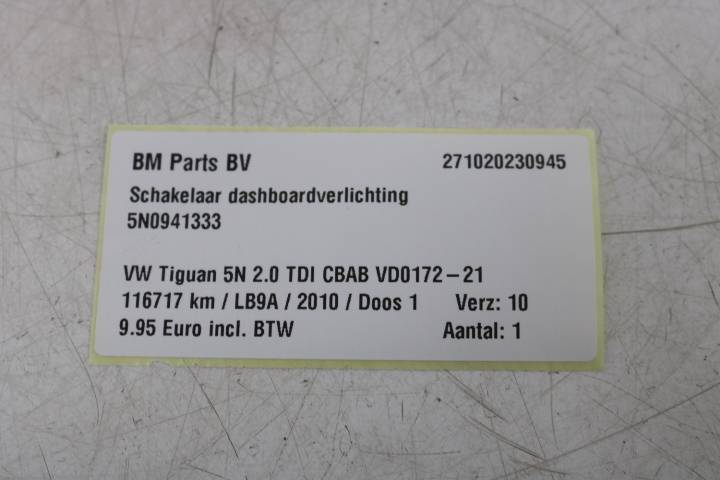 BM Parts BV 271020230945
Schakelaar dashboardverlichting
5N0941333
VW Tiguan 5N 2.0 TDI CBAB VD0172-21
116717 km / LB9A / 2010 / Doos 1 Verz: 10
9.95 Euro incl. BTW Aantal: 1